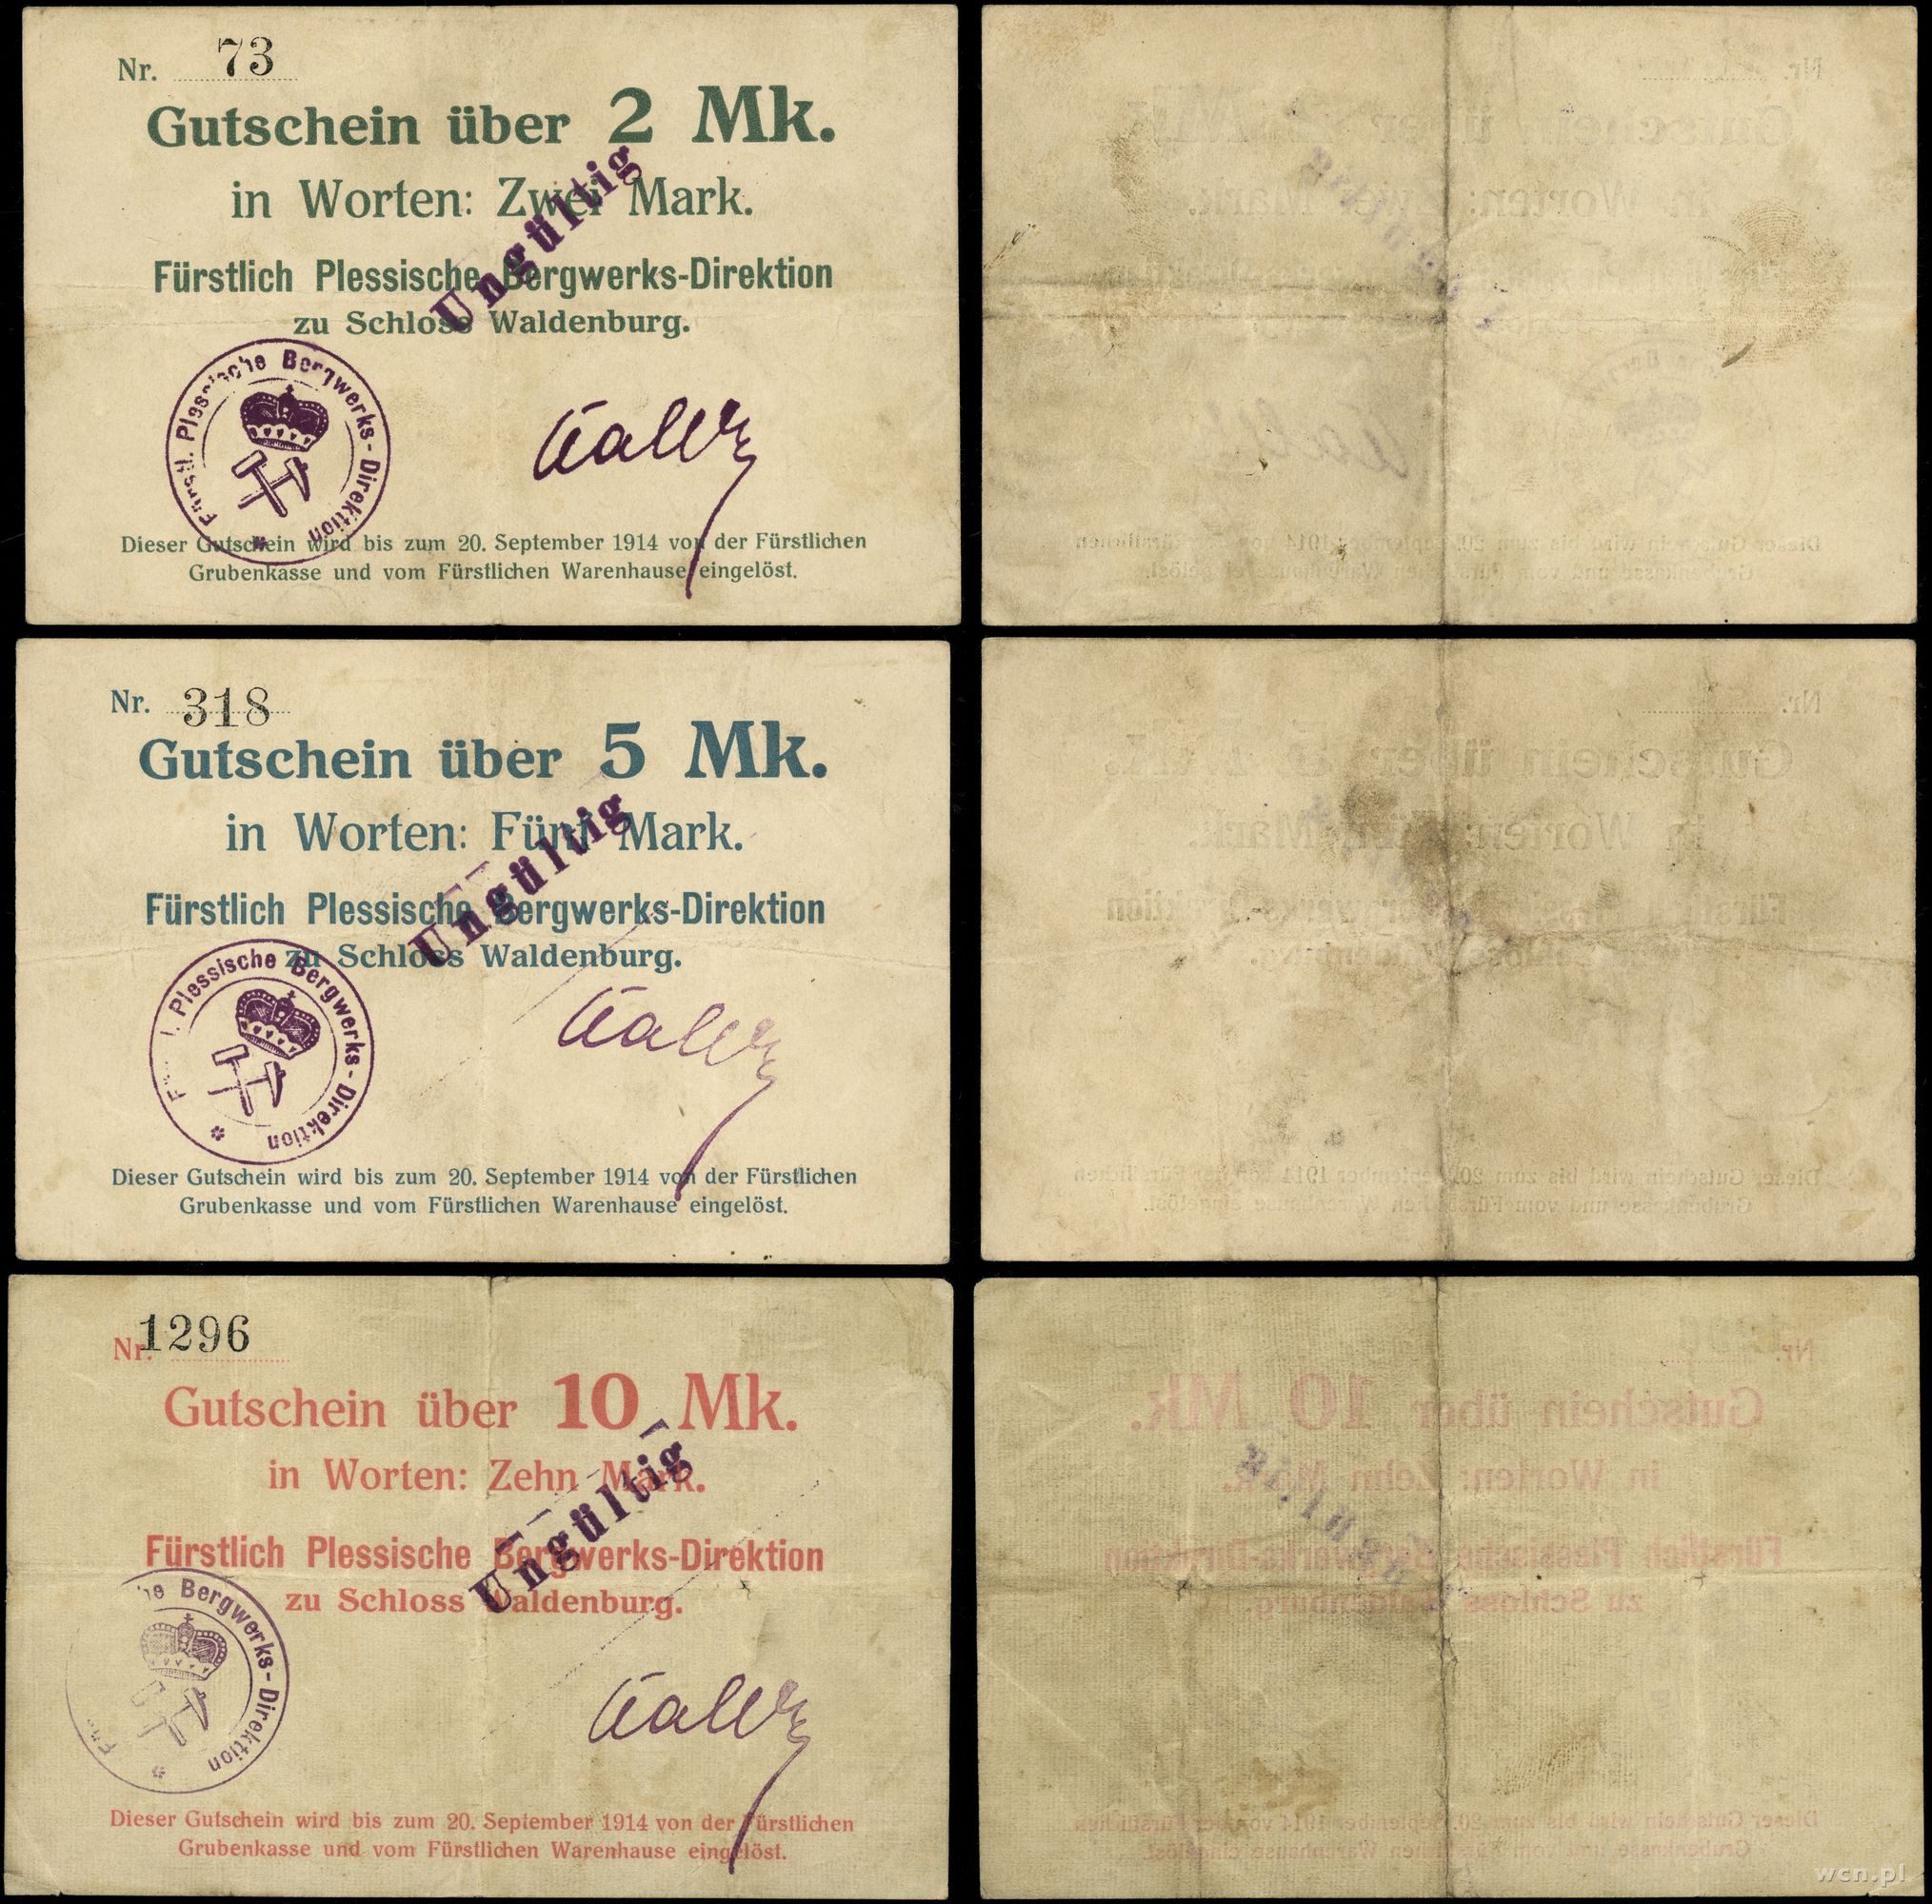 Nr. 73
Gutschein über 2 Mk.
in Worten: Zwei Mark.
Fürstlich Plessische Bergwerks-Direktion
zu Schloss Waldenburg.
Ungültig
Plessische Bergwerks-Direktion
Dieser Gutschein wird bis zum 20. September 1914 von der Fürstlichen
Grubenkasse und vom Fürstlichen Warenhause eingelöst.
Nr. 318
Gutschein über 5 Mk.
in Worten: Fünf Mark.
Fürstlich Plessische Bergwerks-Direktion
zu Schloss Waldenburg.
Ungültig
Plessische Bergwerks-Direktion
Dieser Gutschein wird bis zum 20. September 1914 von der Fürstlichen
Grubenkasse und vom Fürstlichen Warenhause eingelöst.
Nr. 1296
Gutschein über 10 Mk.
in Worten: Zehn Mark.
Fürstlich Plessische Bergwerks-Direktion
zu Schloss Waldenburg.
Ungültig
Bergwerks-Direktion
Dieser Gutschein wird bis zum 20. September 1914 von der Fürstlichen
Grubenkasse und vom Fürstlichen Warenhause eingelöst.
wcn.pl